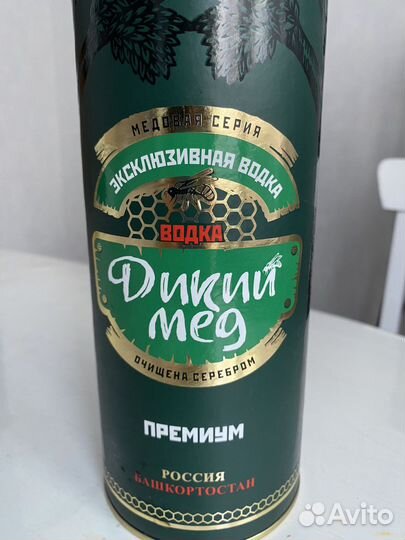 МЕДОВАЯ СЕРИЯ
ЭКСКЛЮЗИВНАЯ ВОДКА
ВОДКА
Дикий
мед
ОЧИЩЕНА СЕРЕБРОМ
ПРЕМИУМ
РОССИЯ
БАШКОРТОСТАН
Avito